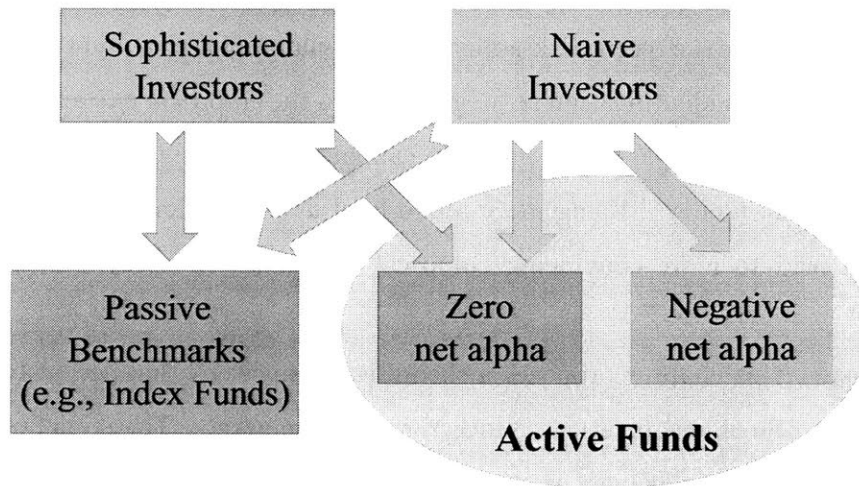 Sophisticated
Investors
Naive
Investors
Passive
Benchmarks
(e.g., Index Funds)
Zero
net alpha
Negative
net alpha
Active Funds